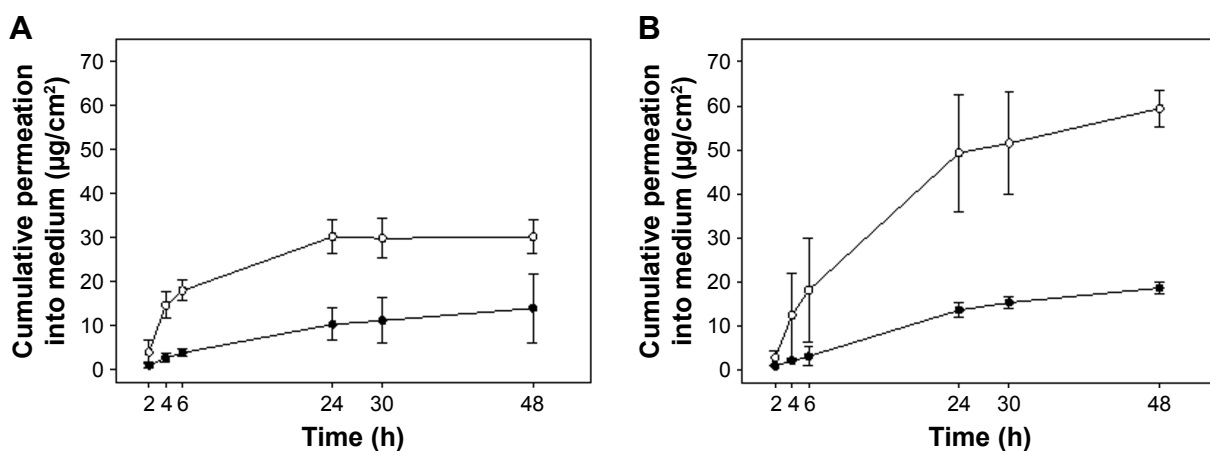 A
Cumulative permeation
into medium (µg/cm²)
70
60
50
40
30
20
10
0
2 4 6 24 30 48
Time (h)
B
Cumulative permeation
into medium (µg/cm²)
70
60
50
40
30
20
10
0
2 4 6 24 30 48
Time (h)